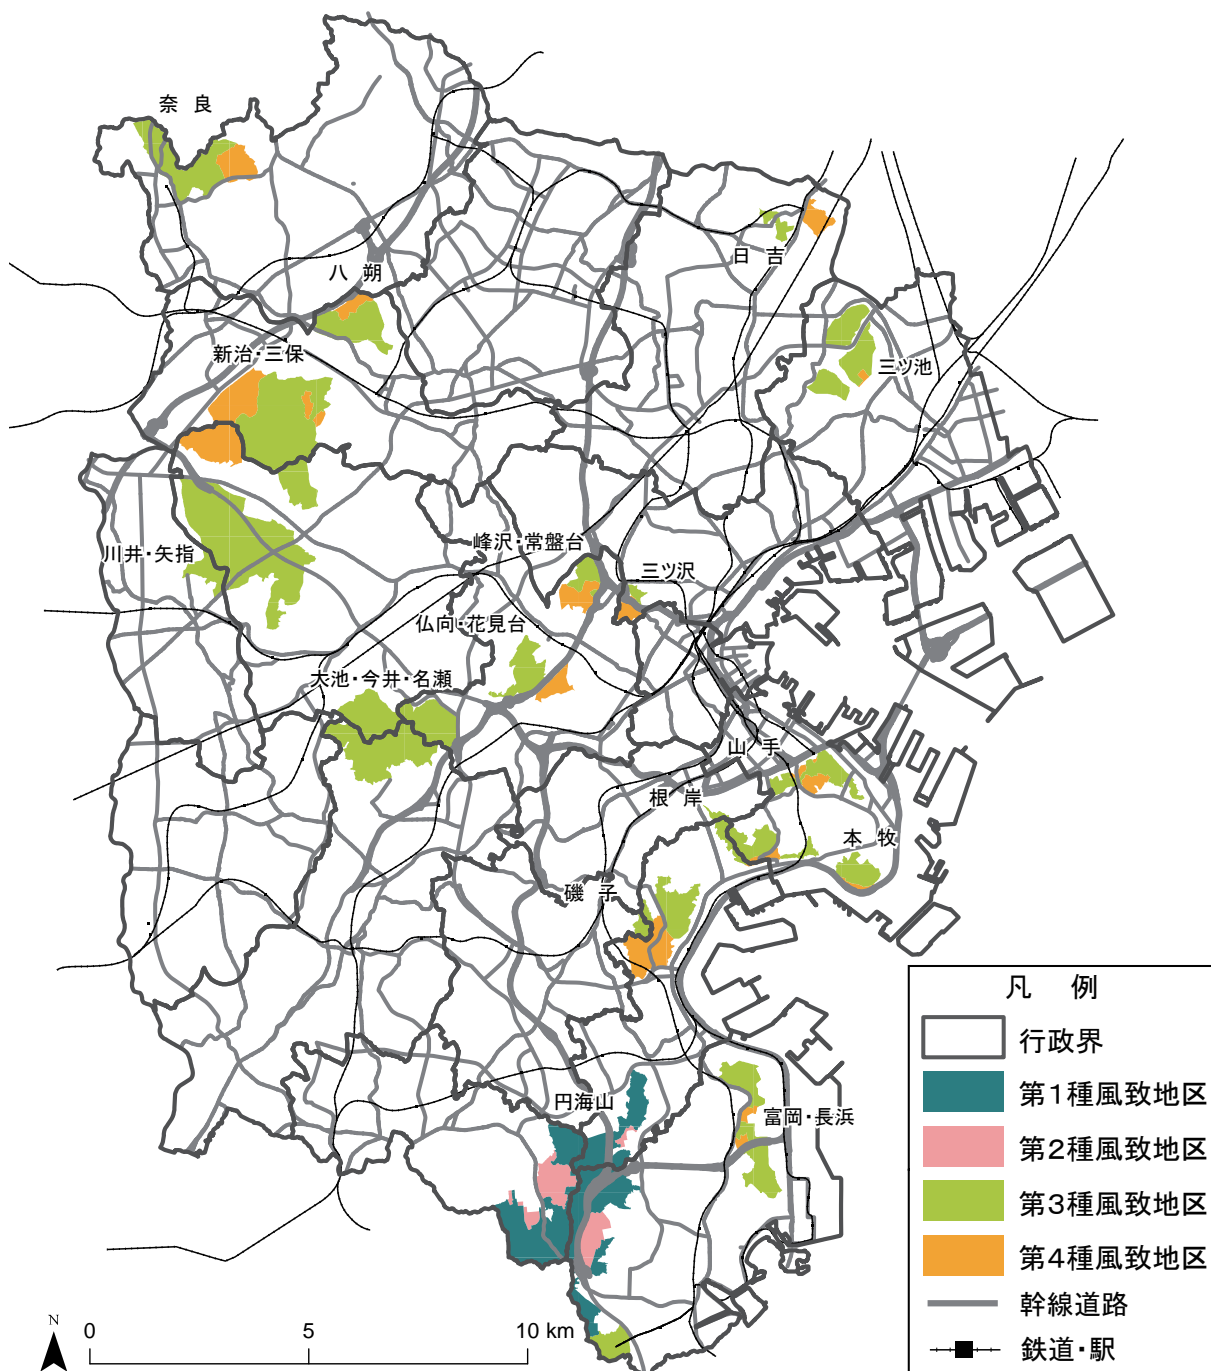 奈 良
日 吉
八 朔
新治・三保
三ツ池
川井・矢指
峰沢・常盤台
三ツ沢
仏向・花見台
大池・今井・名瀬
山 手
根 岸
本 牧
磯 子
円海山
富岡・長浜
凡 例
行政界
第1種風致地区
第2種風致地区
第3種風致地区
第4種風致地区
幹線道路
鉄道・駅
N
0 5 10 km